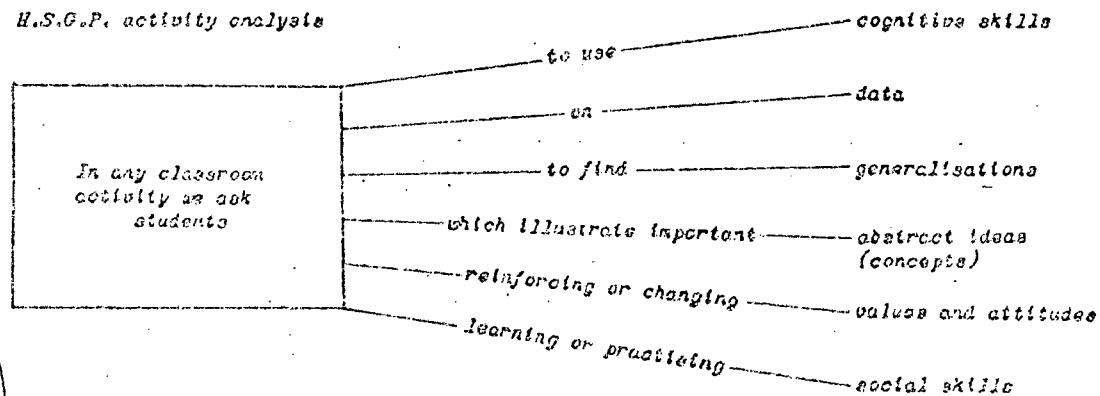 H.S.G.P. activity analysis
In any classroom
activity we ask
students
to use cognitive skills
on data
to find generalisations
which illustrate important abstract ideas
(concepts)
reinforcing or changing values and attitudes
learning or practising social skills